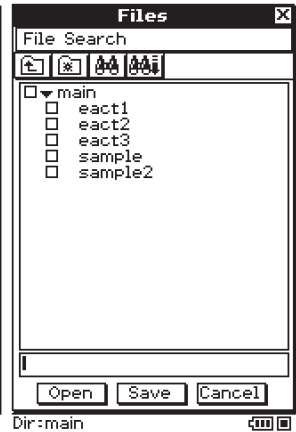 Files
File Search
main
eact1
eact2
eact3
sample
sample2
Open Save Cancel
Dir:main